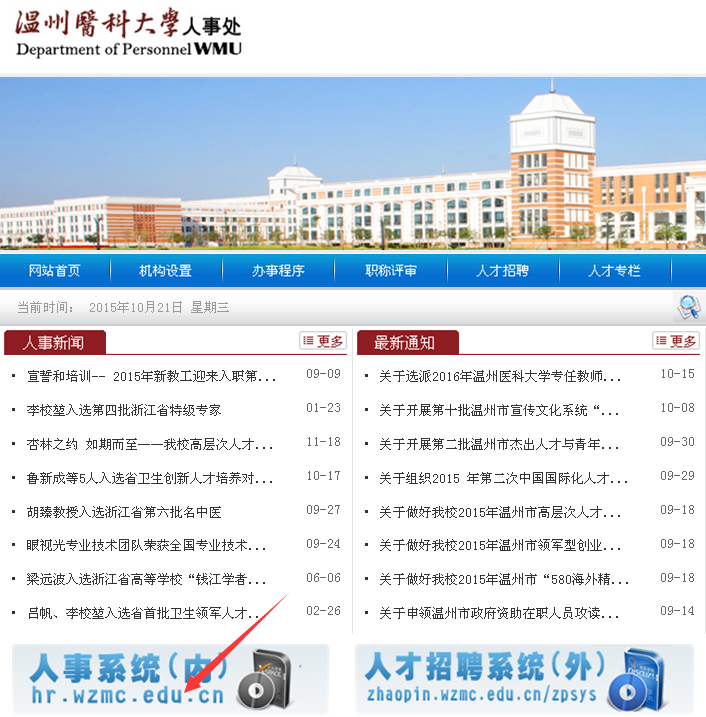 温州醫科大學人事处
Department of Personnel WMU
网站首页 机构设置 办事程序 职称评审 人才招聘 人才专栏
当前时间： 2015年10月21日 星期三
人事新闻 更多
宣誓和培训-- 2015年新教工迎来入职第... 09-09
李校堃入选第四批浙江省特级专家 01-23
杏林之约 如期而至——我校高层次人才... 11-18
鲁新成等5人入选省卫生创新人才培养对... 10-17
胡臻教授入选浙江省第六批名中医 09-27
眼视光专业技术团队荣获全国专业技术... 09-24
梁远波入选浙江省高等学校“钱江学者... 06-06
吕帆、李校堃入选省首批卫生领军人才... 02-26
最新通知 更多
关于选派2016年温州医科大学专任教师... 10-15
关于开展第十批温州市宣传文化系统“... 10-08
关于开展第二批温州市杰出人才与青年... 09-30
关于组织2015 年第二次中国国际化人才... 09-29
关于做好我校2015年温州市高层次人才... 09-18
关于做好我校2015年温州市领军型创业... 09-18
关于做好我校2015年温州市“580海外精... 09-18
关于申领温州市政府资助在职人员攻读... 09-14
人事系统(内)
hr.wzmc.edu.cn
人才招聘系统(外)
zhaopin.wzmc.edu.cn/zpsys